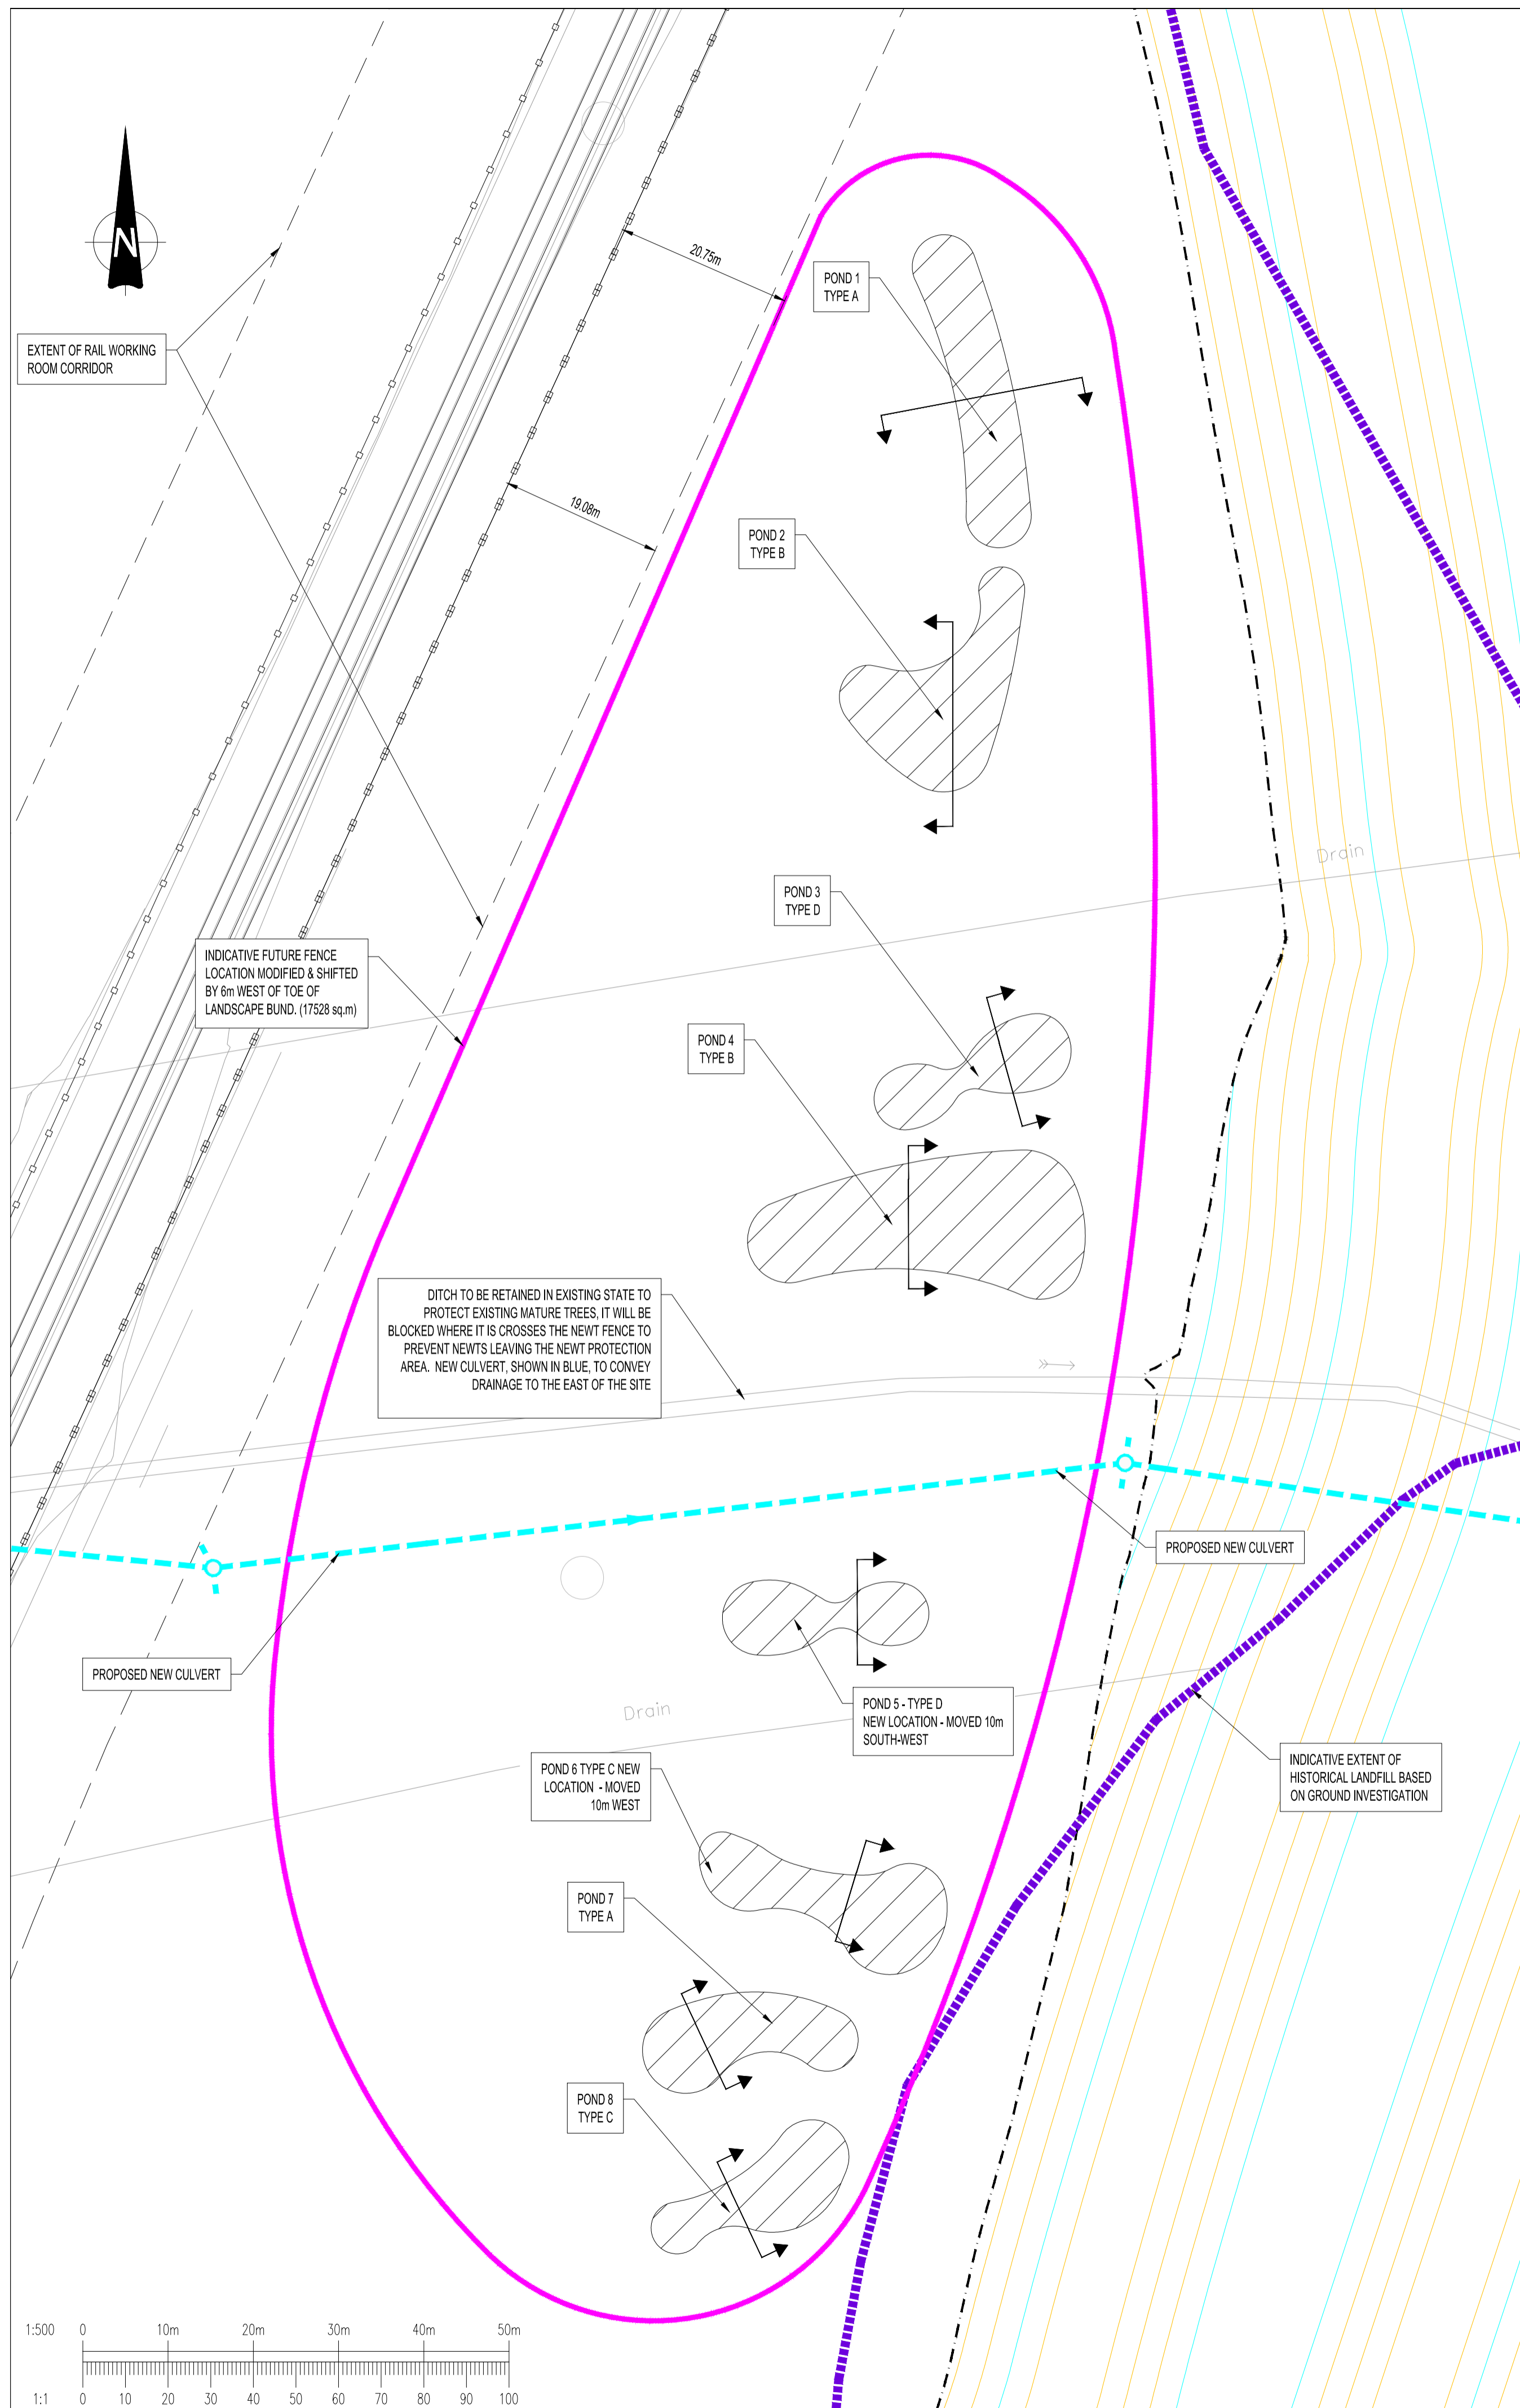 N
20.75m
POND 1
TYPE A
EXTENT OF RAIL WORKING
ROOM CORRIDOR
19.08m
POND 2
TYPE B
Drain
POND 3
TYPE D
INDICATIVE FUTURE FENCE
LOCATION MODIFIED & SHIFTED
BY 6m WEST OF TOE OF
LANDSCAPE BUND. (17528 sq.m)
POND 4
TYPE B
DITCH TO BE RETAINED IN EXISTING STATE TO
PROTECT EXISTING MATURE TREES, IT WILL BE
BLOCKED WHERE IT IS CROSSES THE NEWT FENCE TO
PREVENT NEWTS LEAVING THE NEWT PROTECTION
AREA. NEW CULVERT, SHOWN IN BLUE, TO CONVEY
DRAINAGE TO THE EAST OF THE SITE
PROPOSED NEW CULVERT
PROPOSED NEW CULVERT
Drain
POND 5 - TYPE D
NEW LOCATION - MOVED 10m
SOUTH-WEST
POND 6 TYPE C NEW
LOCATION - MOVED
10m WEST
INDICATIVE EXTENT OF
HISTORICAL LANDFILL BASED
ON GROUND INVESTIGATION
POND 7
TYPE A
POND 8
TYPE C
1:500 0 10m 20m 30m 40m 50m
1:1 0 10 20 30 40 50 60 70 80 90 100